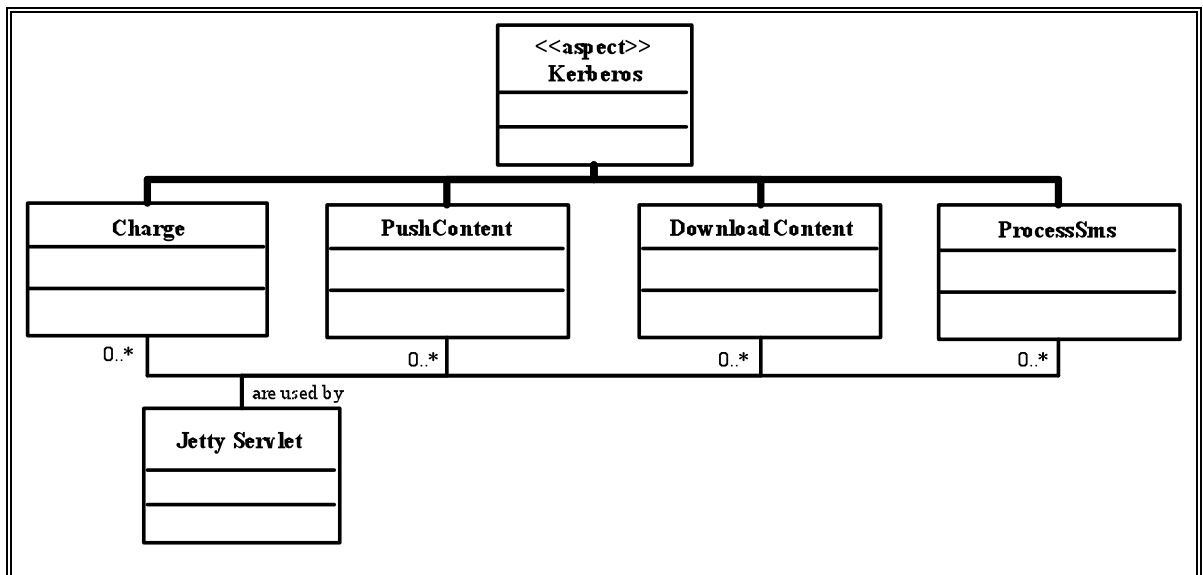 <<aspect>>
Kerberos
Charge
PushContent
DownloadContent
ProcessSms
0..*
0..*
0..*
0..*
are used by
Jetty Servlet